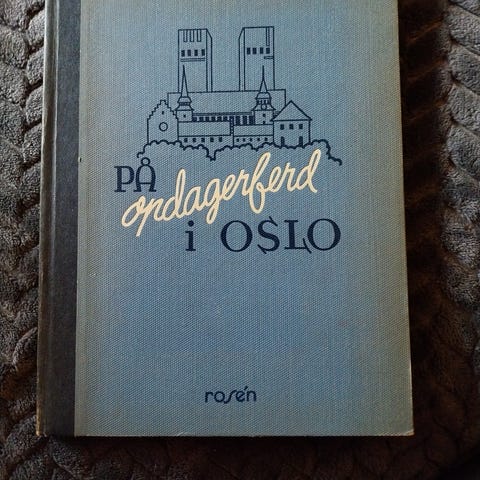 PÅ
opdagerferd
i OSLO
rosén